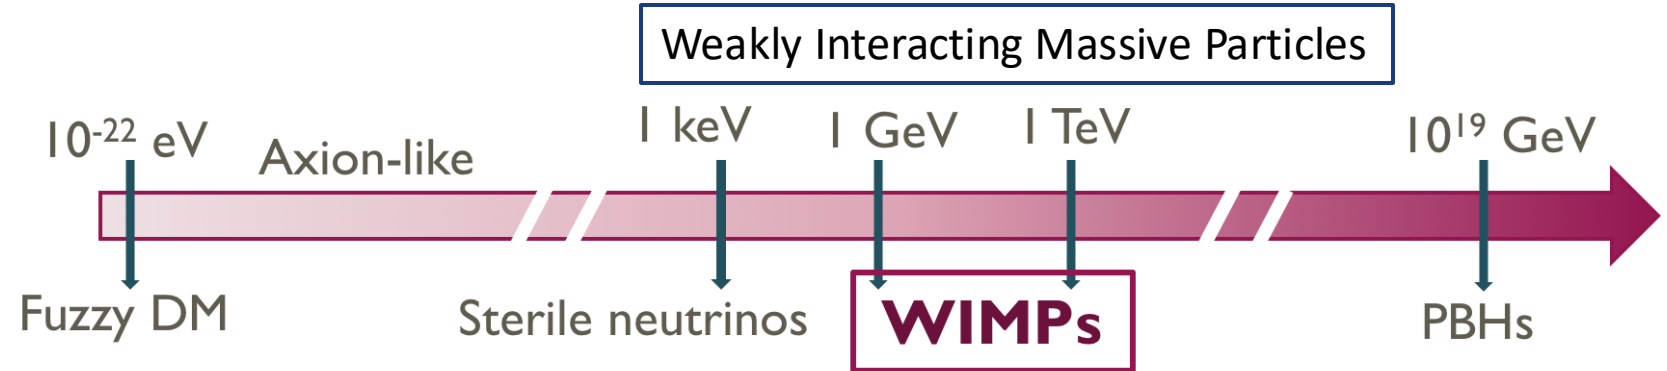 Weakly Interacting Massive Particles
10⁻²² eV
Axion-like
1 keV
1 GeV
1 TeV
10¹⁹ GeV
Fuzzy DM
Sterile neutrinos
WIMPs
PBHs